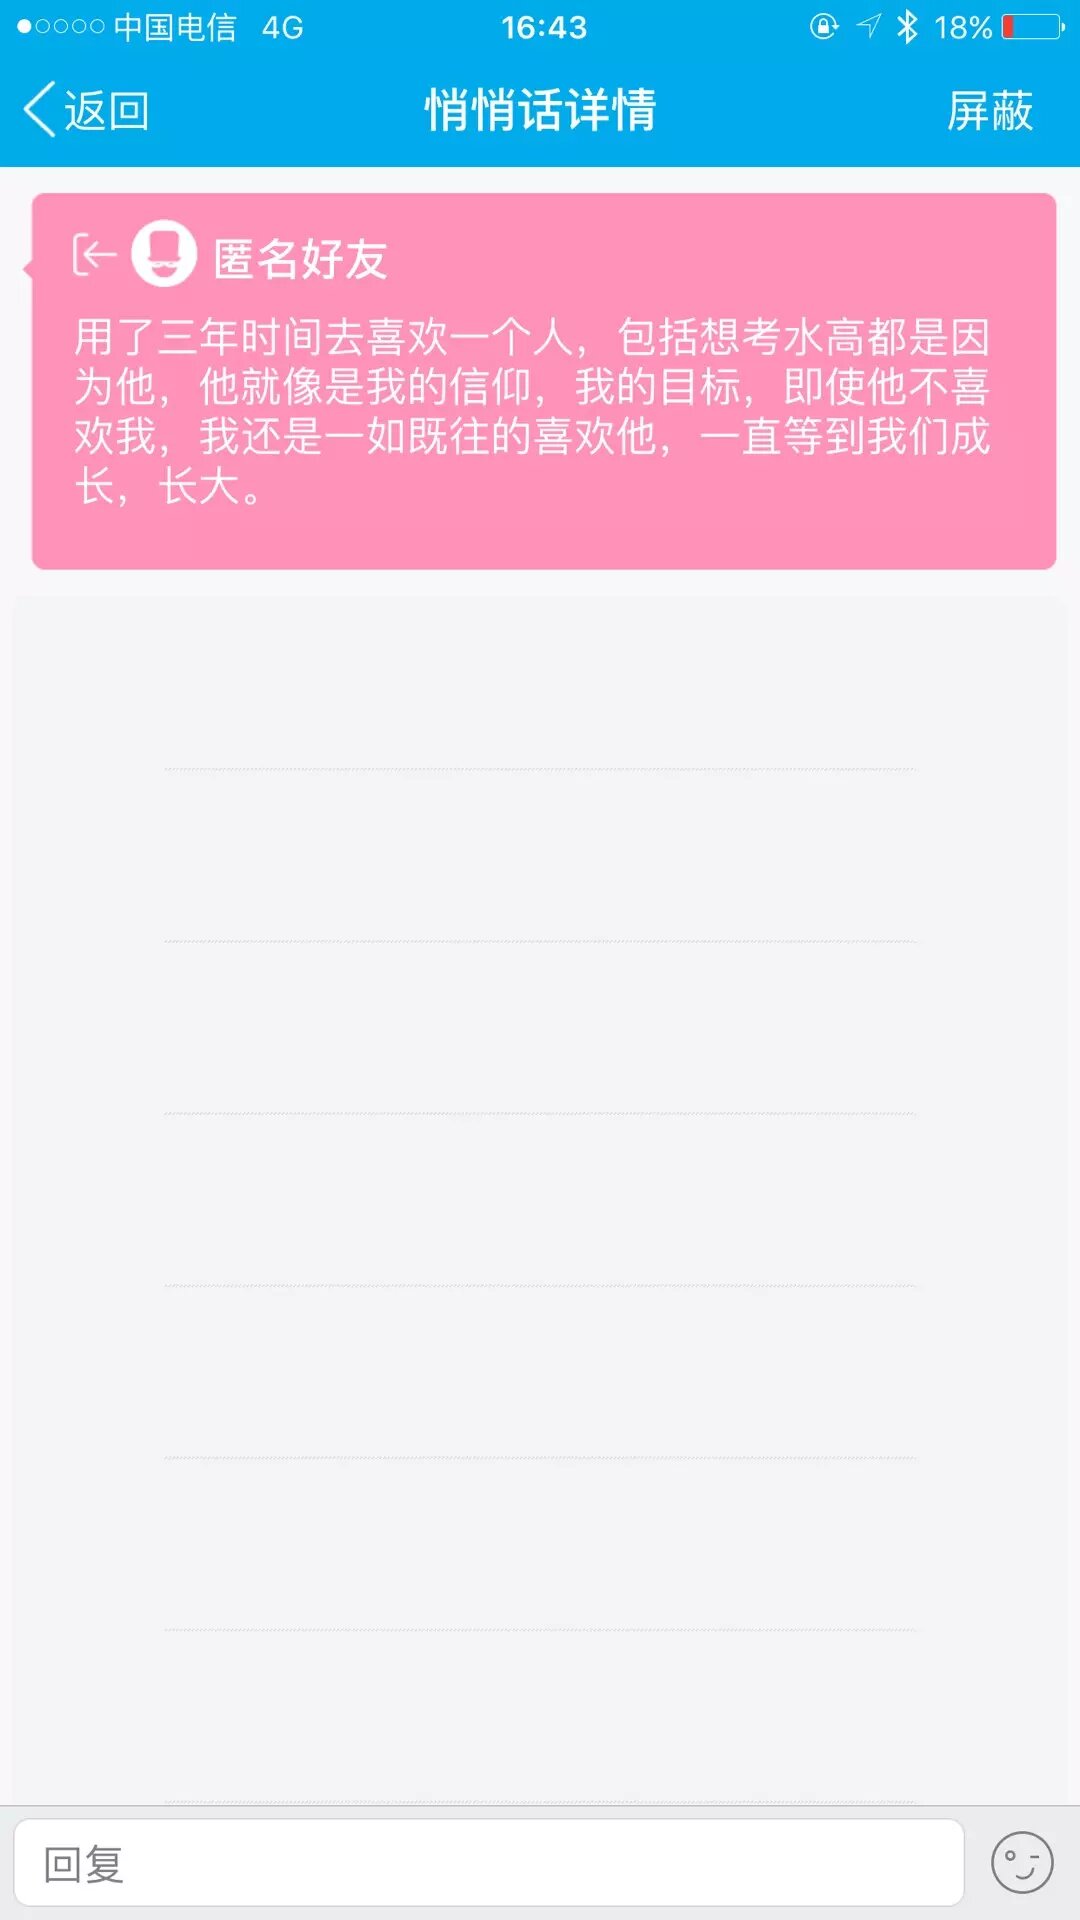 中国电信 4G 16:43 18%
返回 悄悄话详情 屏蔽
匿名好友
用了三年时间去喜欢一个人，包括想考水高都是因
为他，他就像是我的信仰，我的目标，即使他不喜
欢我，我还是一如既往的喜欢他，一直等到我们成
长，长大。
回复